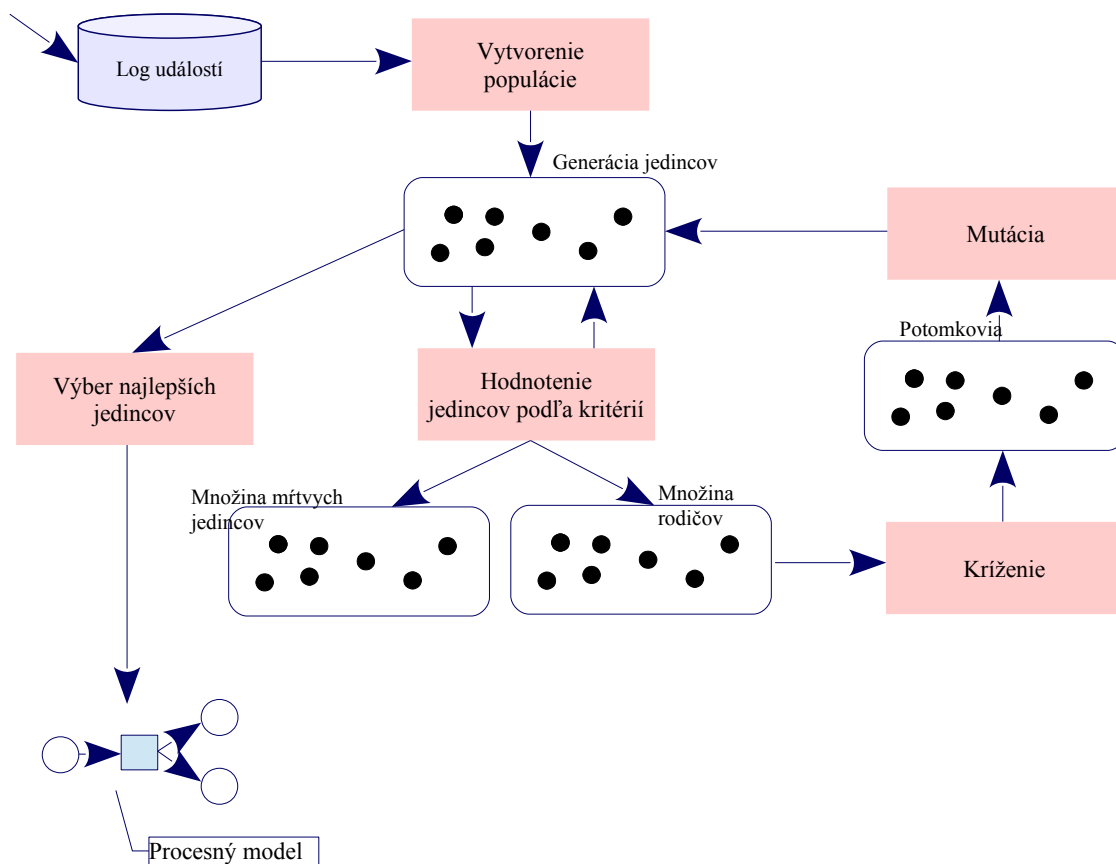 Log událostí
Vytvorenie
populácie
Generácia jedincov
Mutácia
Potomkovia
Výber najlepších
jedincov
Hodnotenie
jedincov podľa kritérií
Množina mŕtvych
jedincov
Množina
rodičov
Kríženie
Procesný model